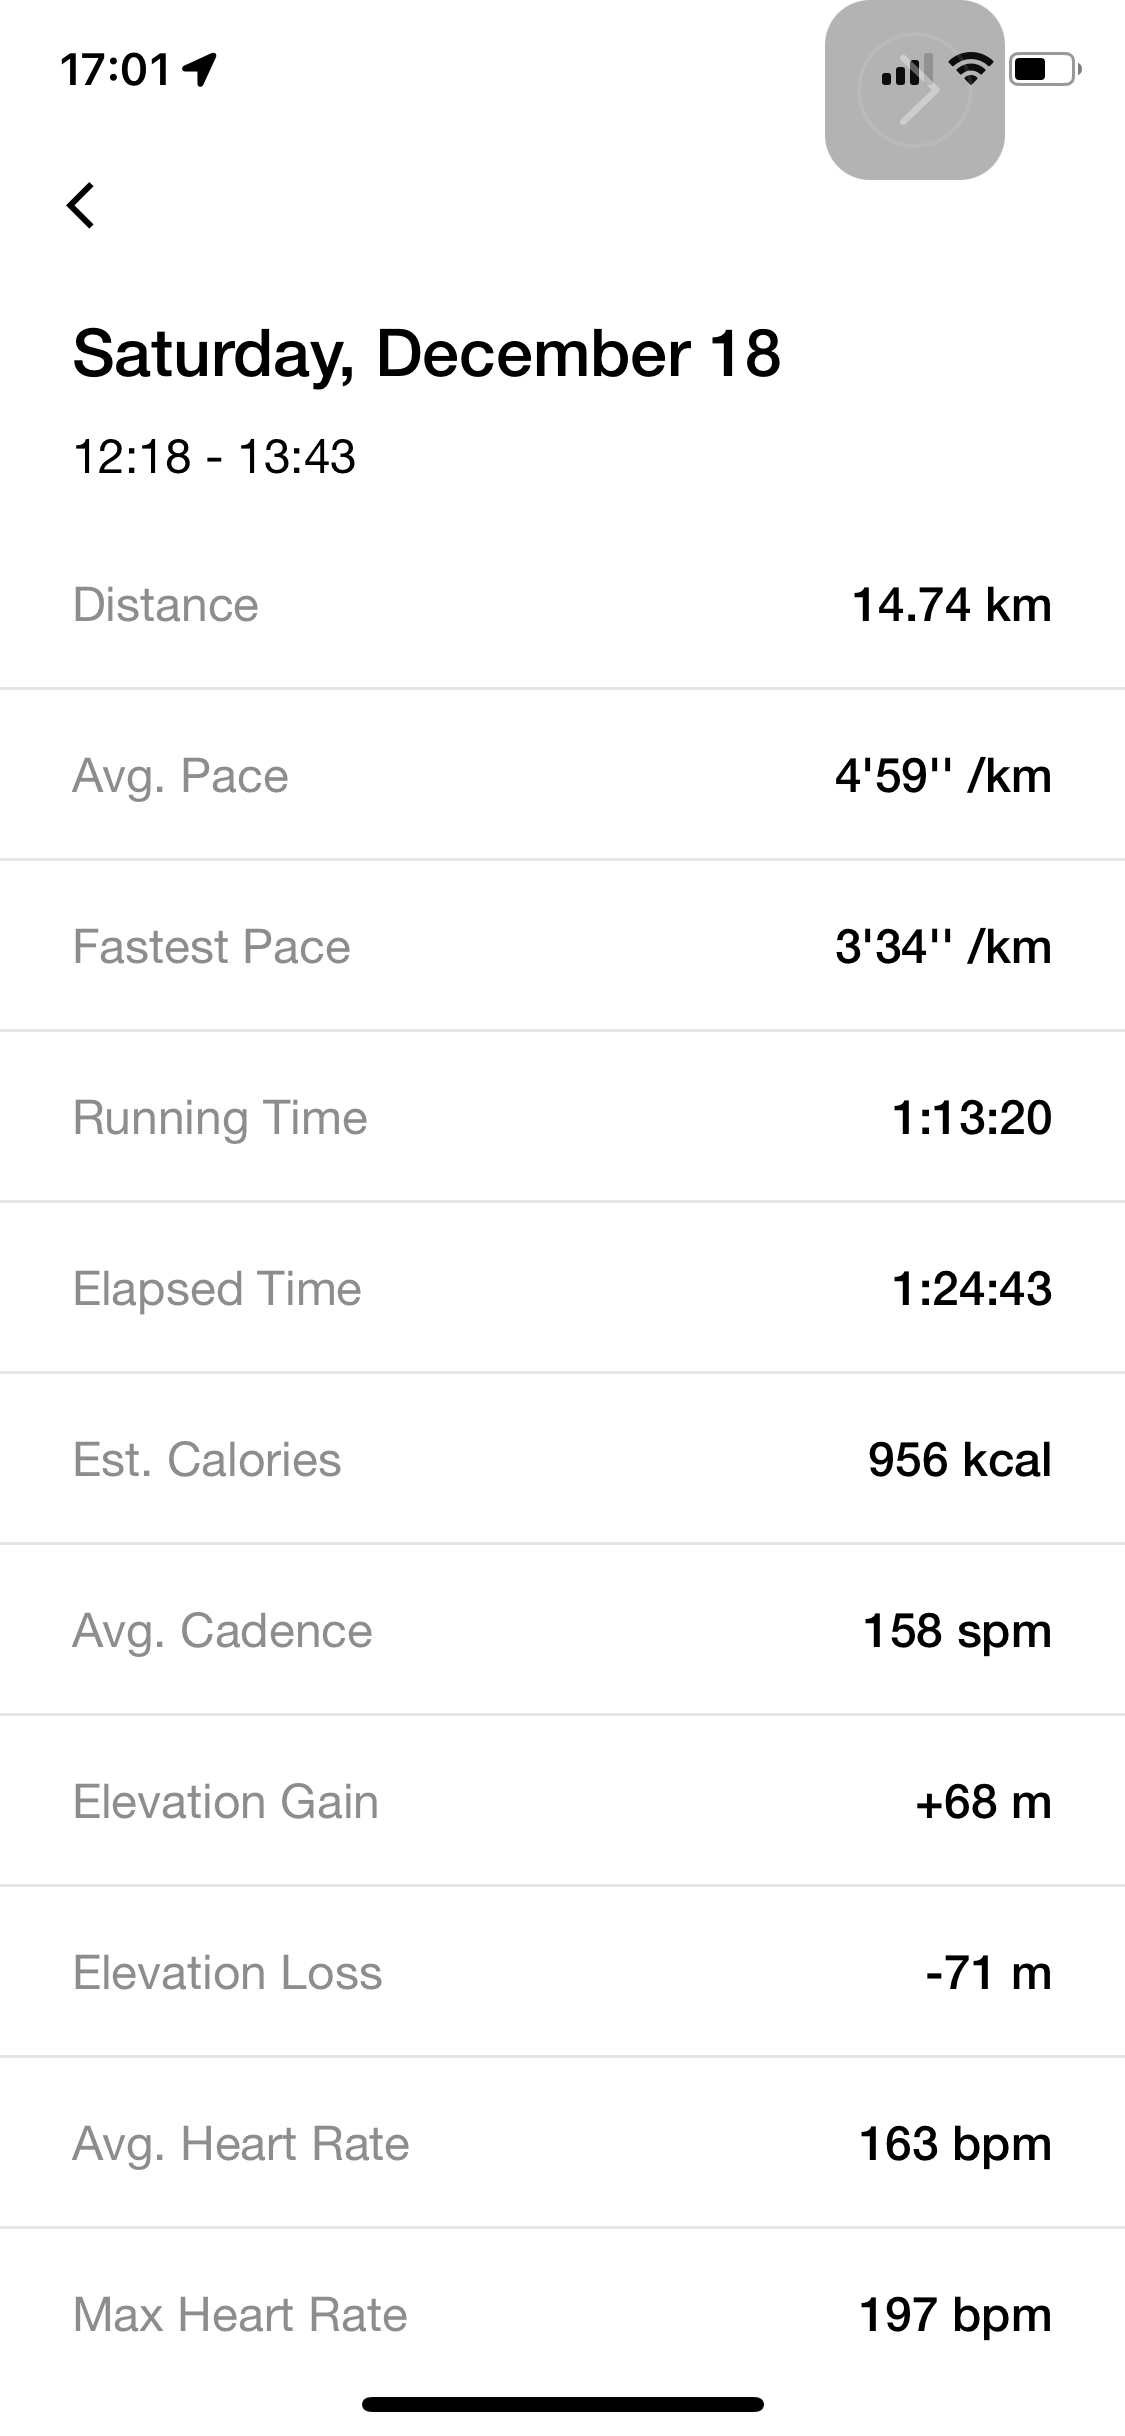 17:01
Saturday, December 18
12:18 - 13:43
Distance 14.74 km
Avg. Pace 4'59'' /km
Fastest Pace 3'34'' /km
Running Time 1:13:20
Elapsed Time 1:24:43
Est. Calories 956 kcal
Avg. Cadence 158 spm
Elevation Gain +68 m
Elevation Loss -71 m
Avg. Heart Rate 163 bpm
Max Heart Rate 197 bpm